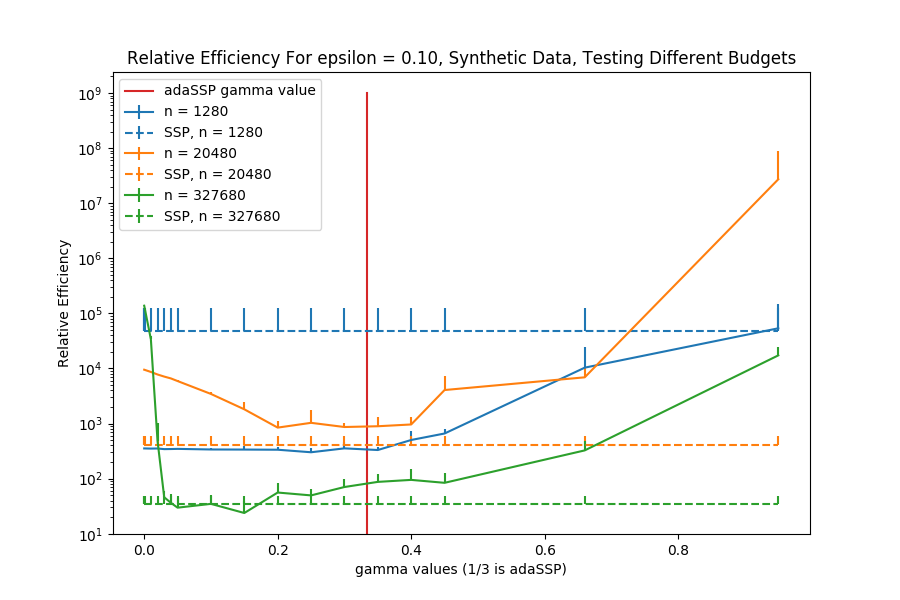 Relative Efficiency For epsilon = 0.10, Synthetic Data, Testing Different Budgets
adaSSP gamma value
n = 1280
SSP, n = 1280
n = 20480
SSP, n = 20480
n = 327680
SSP, n = 327680
Relative Efficiency
10⁹
10⁸
10⁷
10⁶
10⁵
10⁴
10³
10²
10¹
0.0 0.2 0.4 0.6 0.8
gamma values (1/3 is adaSSP)